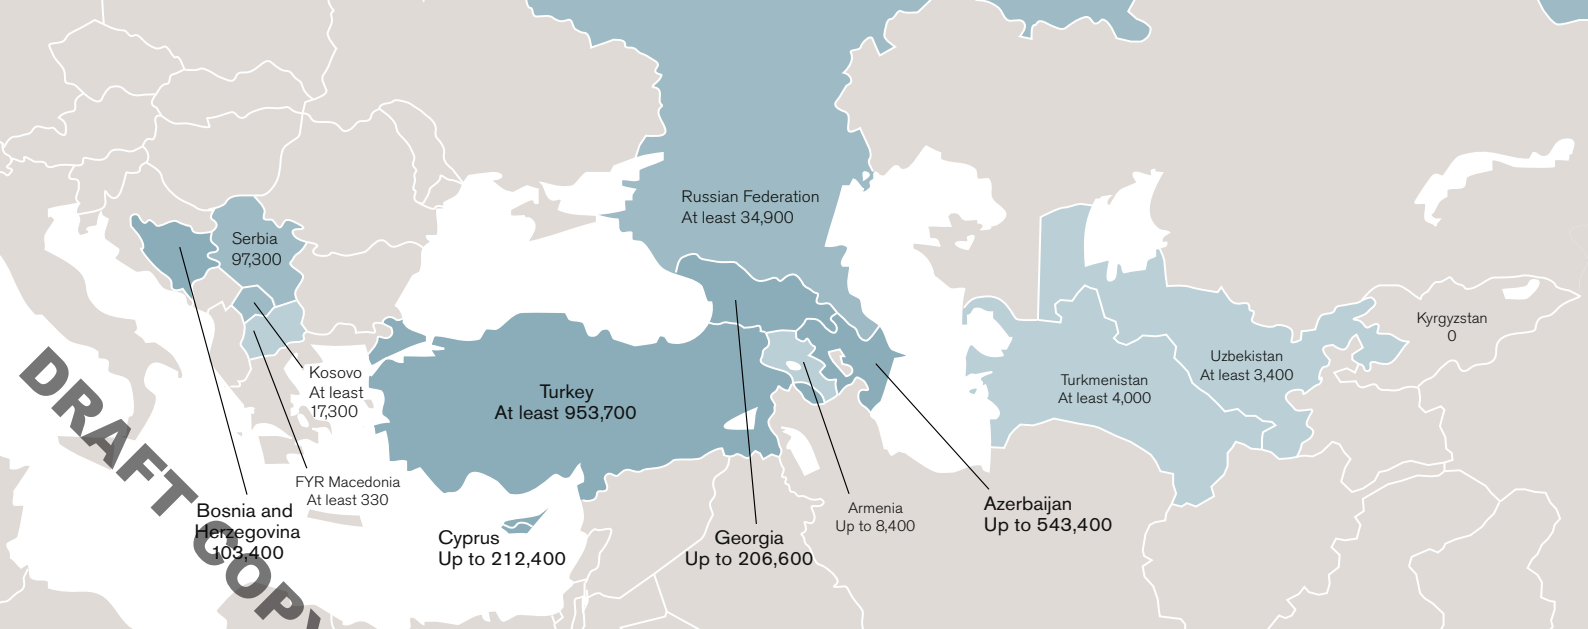 Russian Federation
At least 34,900
Serbia
97,300
Kyrgyzstan
0
Uzbekistan
At least 3,400
Turkmenistan
At least 4,000
Kosovo
At least
17,300
Turkey
At least 953,700
FYR Macedonia
At least 330
Bosnia and
Herzegovina
103,400
Cyprus
Up to 212,400
Georgia
Up to 206,600
Armenia
Up to 8,400
Azerbaijan
Up to 543,400
DRAFT COPY